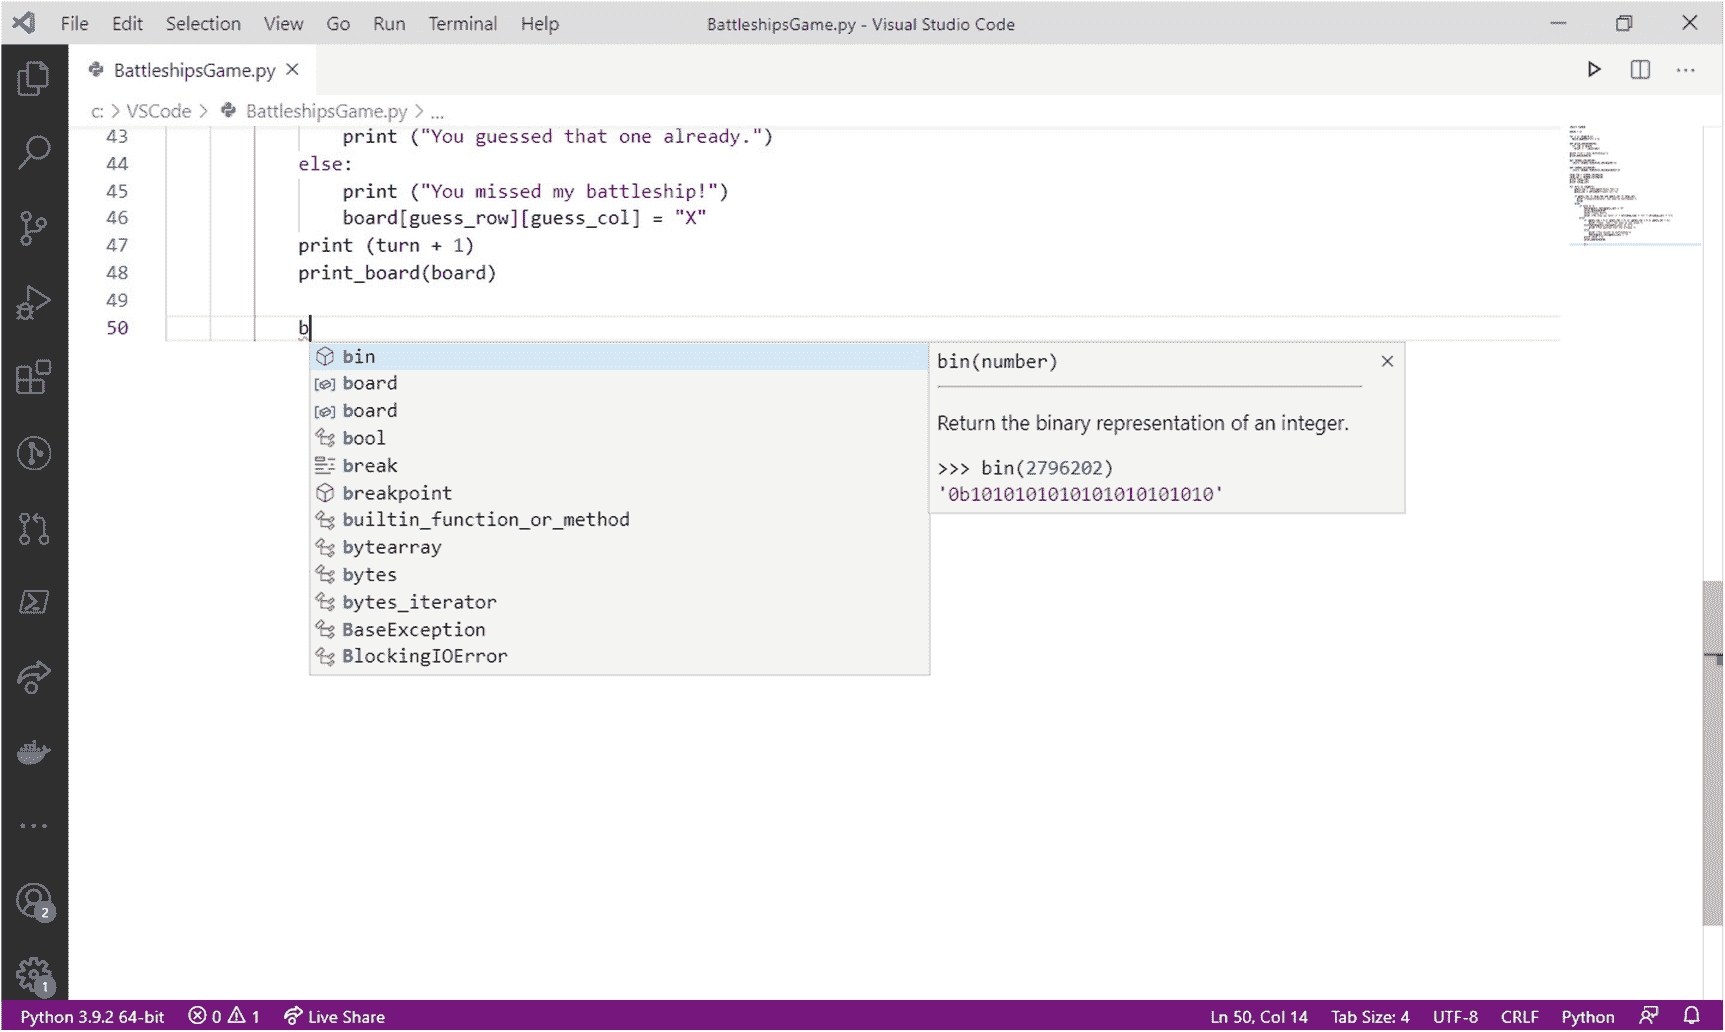 File Edit Selection View Go Run Terminal Help BattleshipsGame.py - Visual Studio Code
BattleshipsGame.py
c: > VSCode > BattleshipsGame.py > ...
43 print ("You guessed that one already.")
44 else:
45 print ("You missed my battleship!")
46 board[guess_row][guess_col] = "X"
47 print (turn + 1)
48 print_board(board)
49
50 b
bin
board
board
bool
break
breakpoint
builtin_function_or_method
bytearray
bytes
bytes_iterator
BaseException
BlockingIOError
bin(number)
Return the binary representation of an integer.
>>> bin(2796202)
'0b1010101010101010101010'
2
1
Python 3.9.2 64-bit 0 1 Live Share Ln 50, Col 14 Tab Size: 4 UTF-8 CRLF Python